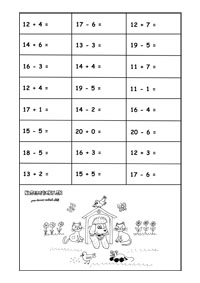 12 + 4 = 17 - 6 = 12 + 7 =
14 + 6 = 13 - 3 = 19 - 5 =
16 - 3 = 14 + 4 = 11 + 7 =
12 + 4 = 19 - 5 = 11 - 1 =
17 + 1 = 14 - 2 = 16 - 4 =
15 - 5 = 20 + 0 = 20 - 6 =
18 - 5 = 16 + 3 = 12 + 3 =
13 + 2 = 15 + 5 = 17 - 6 =